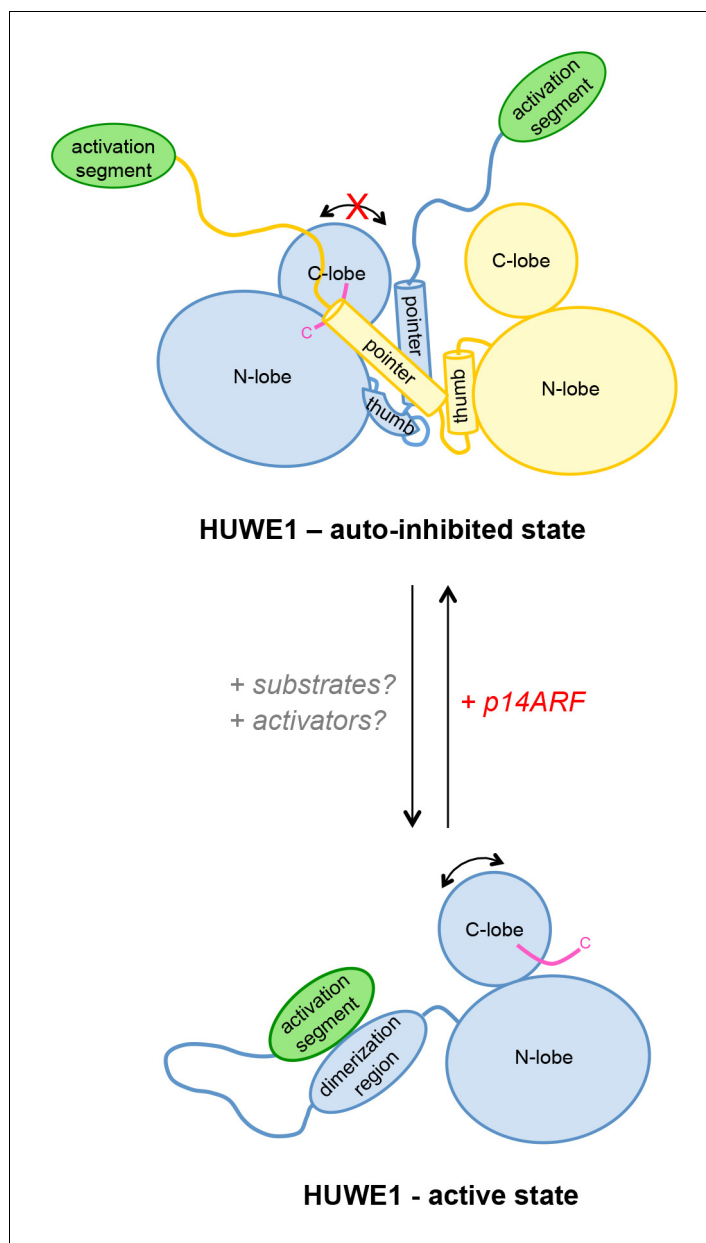 activation
segment
activation
segment
X
C-lobe
C-lobe
C
pointer
pointer
N-lobe
thumb
thumb
N-lobe
HUWE1 – auto-inhibited state
+ substrates?
+ activators?
+ p14ARF
C-lobe
C
activation
segment
dimerization
region
N-lobe
HUWE1 - active state